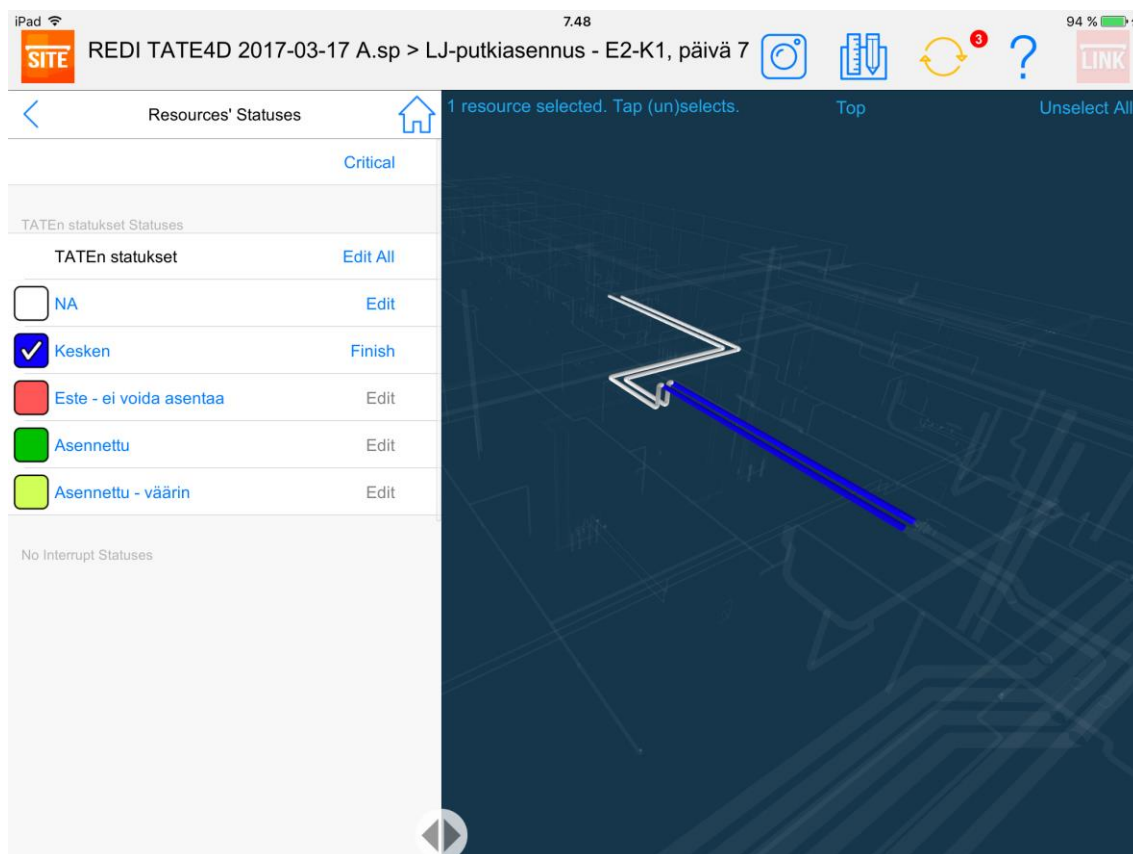 iPad 7.48 94 %
SITE REDI TATE4D 2017-03-17 A.sp > LJ-putkiasennus - E2-K1, päivä 7 3 ? LINK
Resources' Statuses
1 resource selected. Tap (un)selects. Top Unselect All
Critical
TATEn statukset Statuses
TATEn statukset Edit All
NA Edit
Kesken Finish
Este - ei voida asentaa Edit
Asennettu Edit
Asennettu - väärin Edit
No Interrupt Statuses